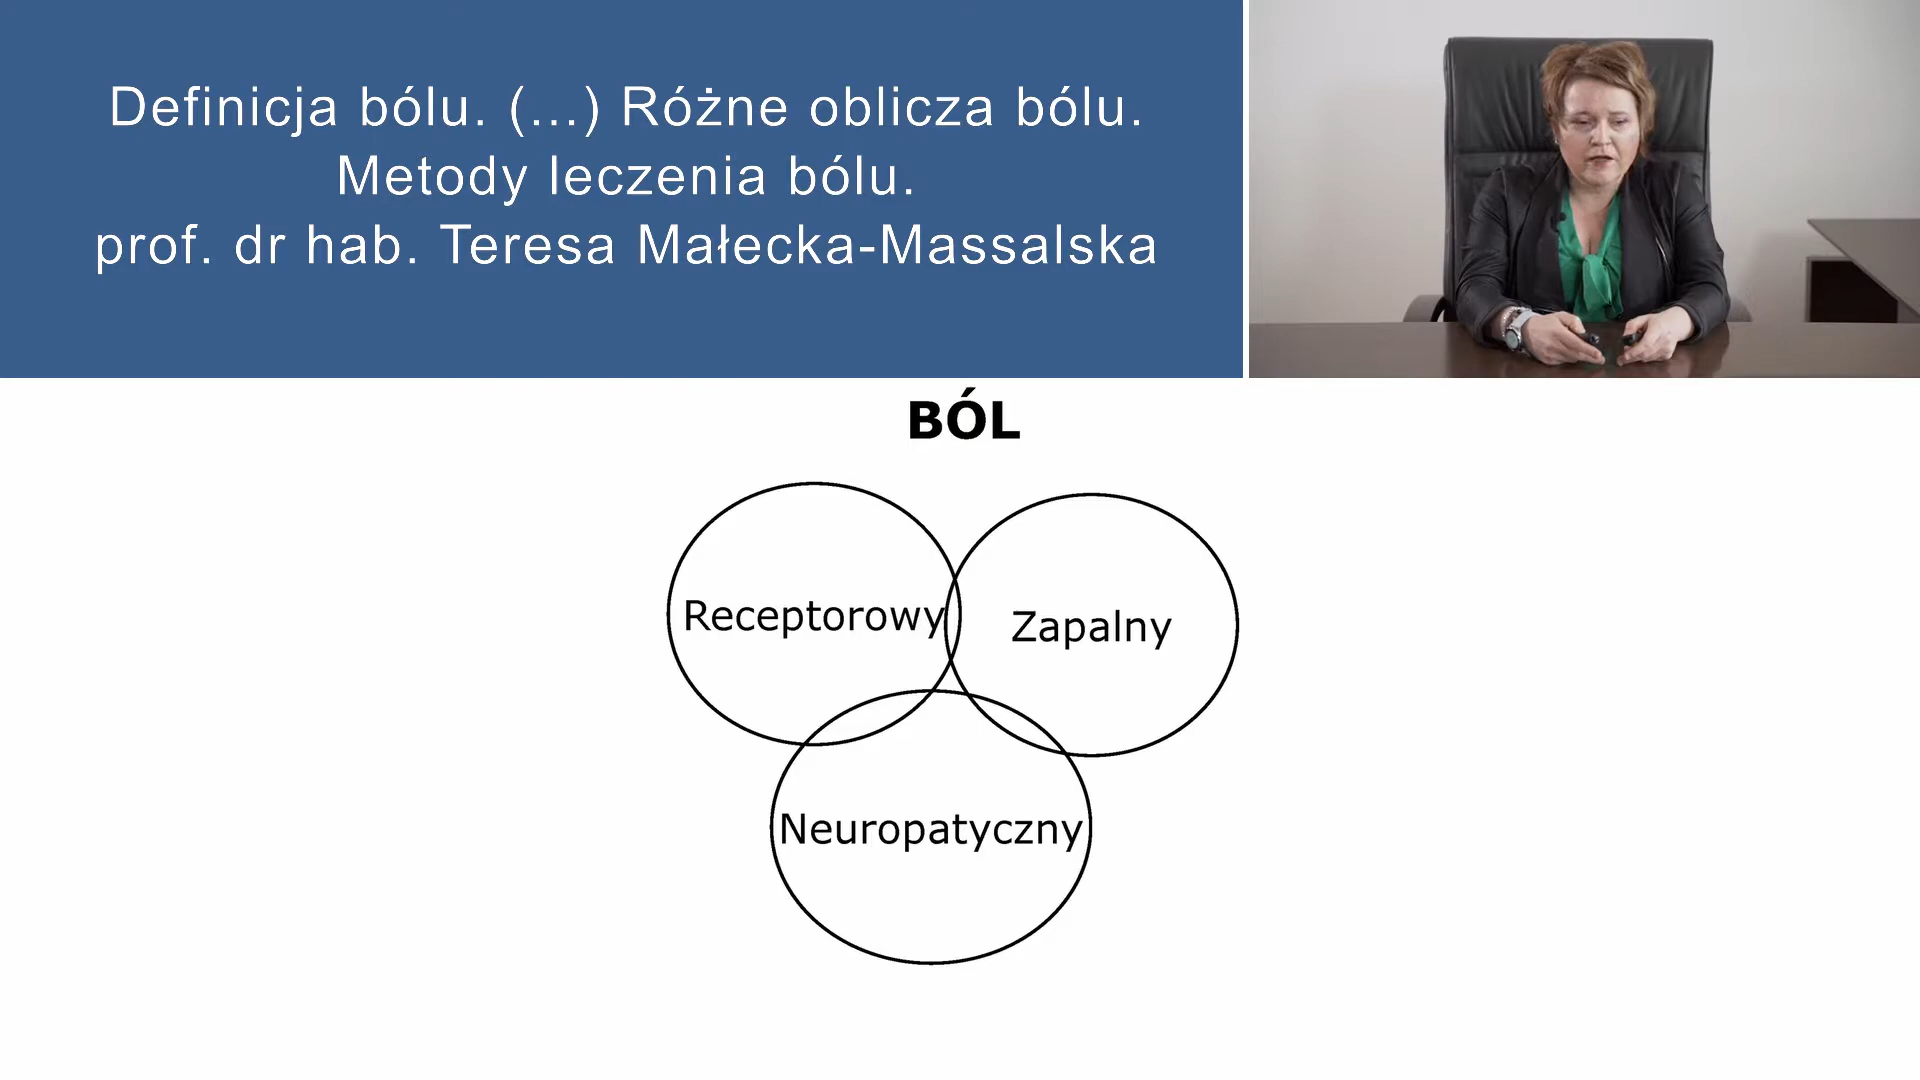 Definicja bólu. (...) Różne oblicza bólu.
Metody leczenia bólu.
prof. dr hab. Teresa Małecka-Massalska
BÓL
Receptorowy
Zapalny
Neuropatyczny